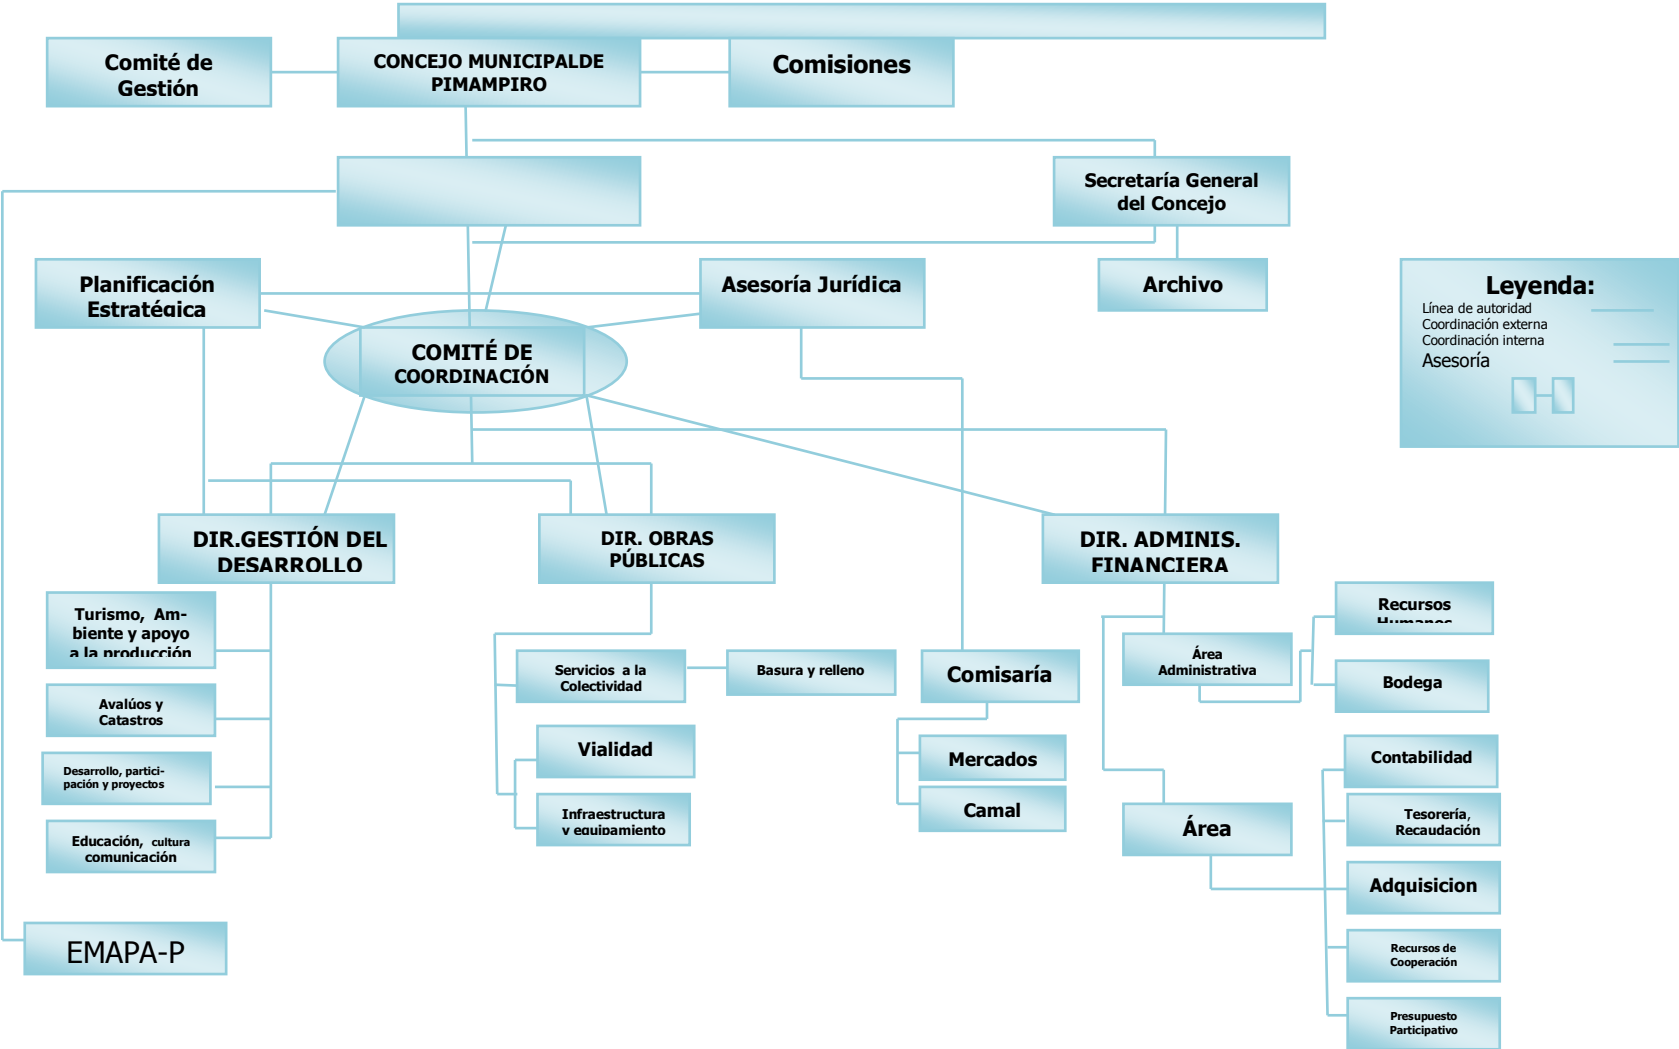 Comité de
Gestión
CONCEJO MUNICIPALDE
PIMAMPIRO
Comisiones
Secretaría General
del Concejo
Planificación
Estratégica
Asesoría Jurídica
Archivo
Leyenda:
Línea de autoridad
Coordinación externa
Coordinación interna
Asesoría
COMITÉ DE
COORDINACIÓN
DIR.GESTIÓN DEL
DESARROLLO
DIR. OBRAS
PÚBLICAS
DIR. ADMINIS.
FINANCIERA
Turismo, Am-
biente y apoyo
a la producción
Avalúos y
Catastros
Desarrollo, partici-
pación y proyectos
Educación, cultura
comunicación
Servicios a la
Colectividad
Basura y relleno
Vialidad
Infraestructura
y equipamiento
Comisaría
Mercados
Camal
Área
Administrativa
Recursos
Humanos
Bodega
Área
Contabilidad
Tesorería,
Recaudación
Adquisicion
Recursos de
Cooperación
Presupuesto
Participativo
EMAPA-P